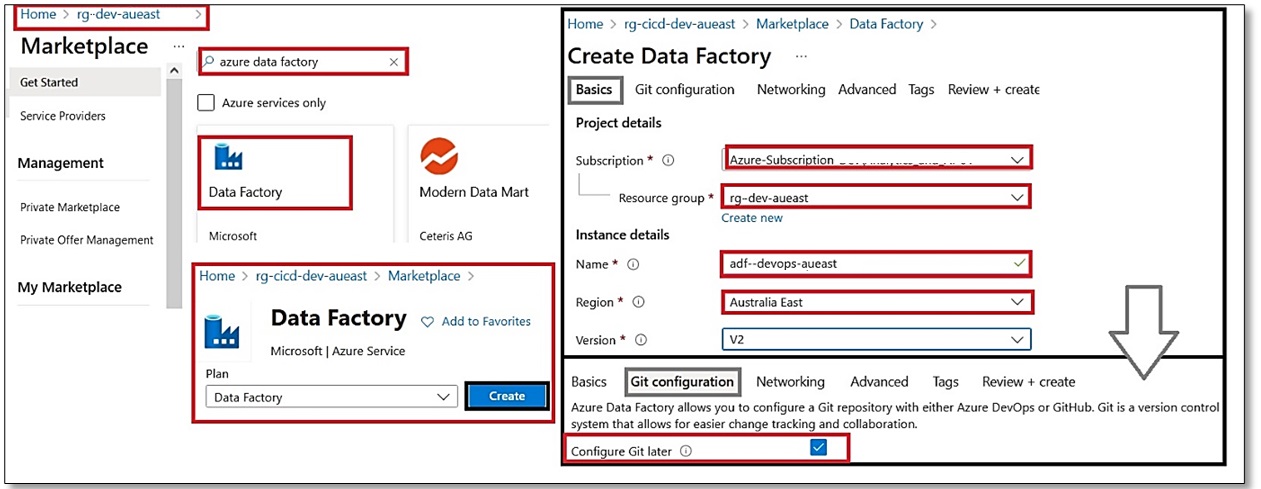 Home > rg-dev-aueast >
Marketplace ...
Get Started
Service Providers
Management
Private Marketplace
Private Offer Management
My Marketplace
azure data factory ×
Azure services only
Data Factory
Microsoft
Modern Data Mart
Ceteris AG
Home > rg-cicd-dev-aueast > Marketplace >
Data Factory Add to Favorites
Microsoft | Azure Service
Plan
Data Factory Create
Home > rg-cicd-dev-aueast > Marketplace > Data Factory >
Create Data Factory ...
Basics Git configuration Networking Advanced Tags Review + create
Project details
Subscription * Azure-Subscription
Resource group * rg-dev-aueast
Create new
Instance details
Name * adf--devops-aueast
Region * Australia East
Version * V2
Basics Git configuration Networking Advanced Tags Review + create
Azure Data Factory allows you to configure a Git repository with either Azure DevOps or GitHub. Git is a version control
system that allows for easier change tracking and collaboration.
Configure Git later